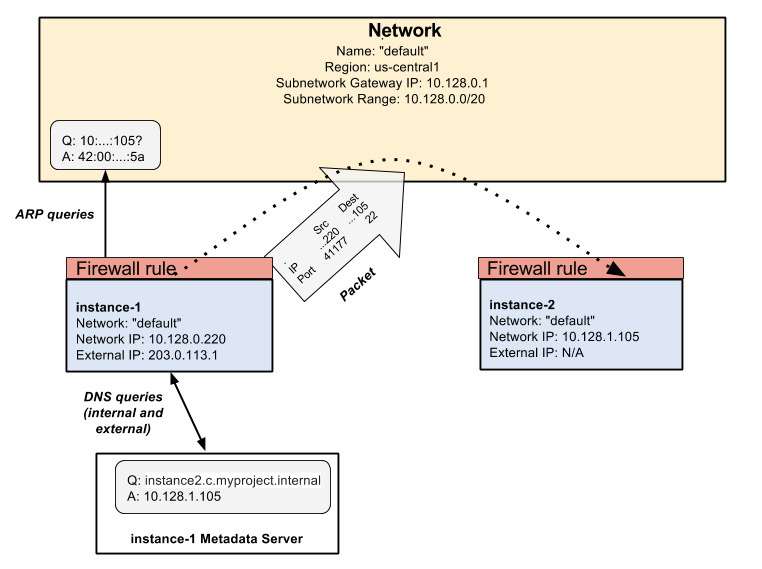 Network
Name: "default"
Region: us-central1
Subnetwork Gateway IP: 10.128.0.1
Subnetwork Range: 10.128.0.0/20
Q: 10:...:105?
A: 42:00:...:5a
ARP queries
Src Dest
IP ...220 ...105
Port 41177 22
Packet
Firewall rule
instance-1
Network: "default"
Network IP: 10.128.0.220
External IP: 203.0.113.1
Firewall rule
instance-2
Network: "default"
Network IP: 10.128.1.105
External IP: N/A
DNS queries
(internal and
external)
Q: instance2.c.myproject.internal
A: 10.128.1.105
instance-1 Metadata Server